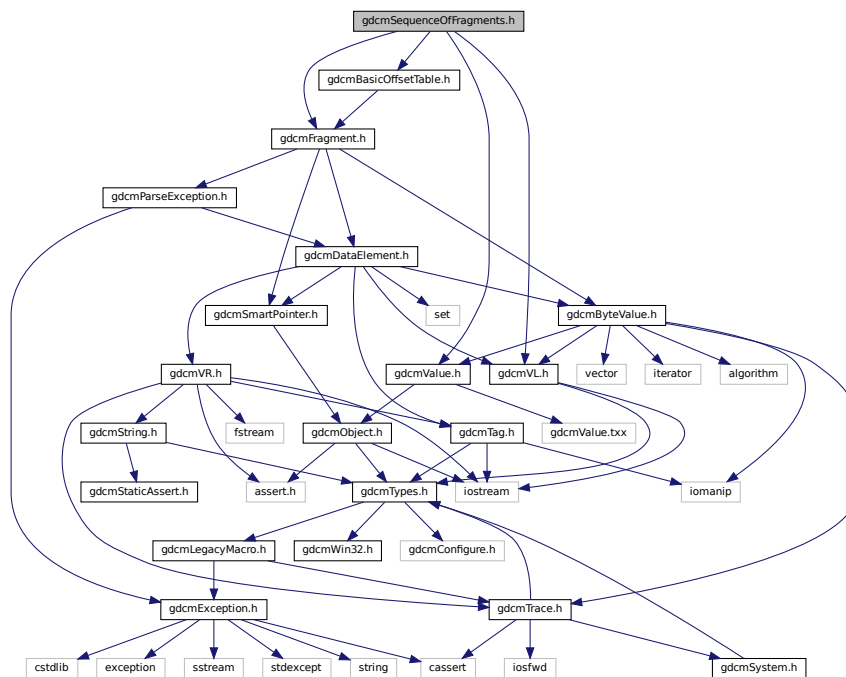 gdcmSequenceOfFragments.h
gdcmBasicOffsetTable.h
gdcmFragment.h
gdcmParseException.h
gdcmDataElement.h
gdcmSmartPointer.h
set
gdcmByteValue.h
gdcmVR.h
gdcmValue.h
gdcmVL.h
vector
iterator
algorithm
gdcmString.h
fstream
gdcmObject.h
gdcmTag.h
gdcmValue.txx
gdcmStaticAssert.h
assert.h
gdcmTypes.h
iostream
iomanip
gdcmLegacyMacro.h
gdcmWin32.h
gdcmConfigure.h
gdcmException.h
gdcmTrace.h
cstdlib
exception
sstream
stdexcept
string
cassert
iosfwd
gdcmSystem.h